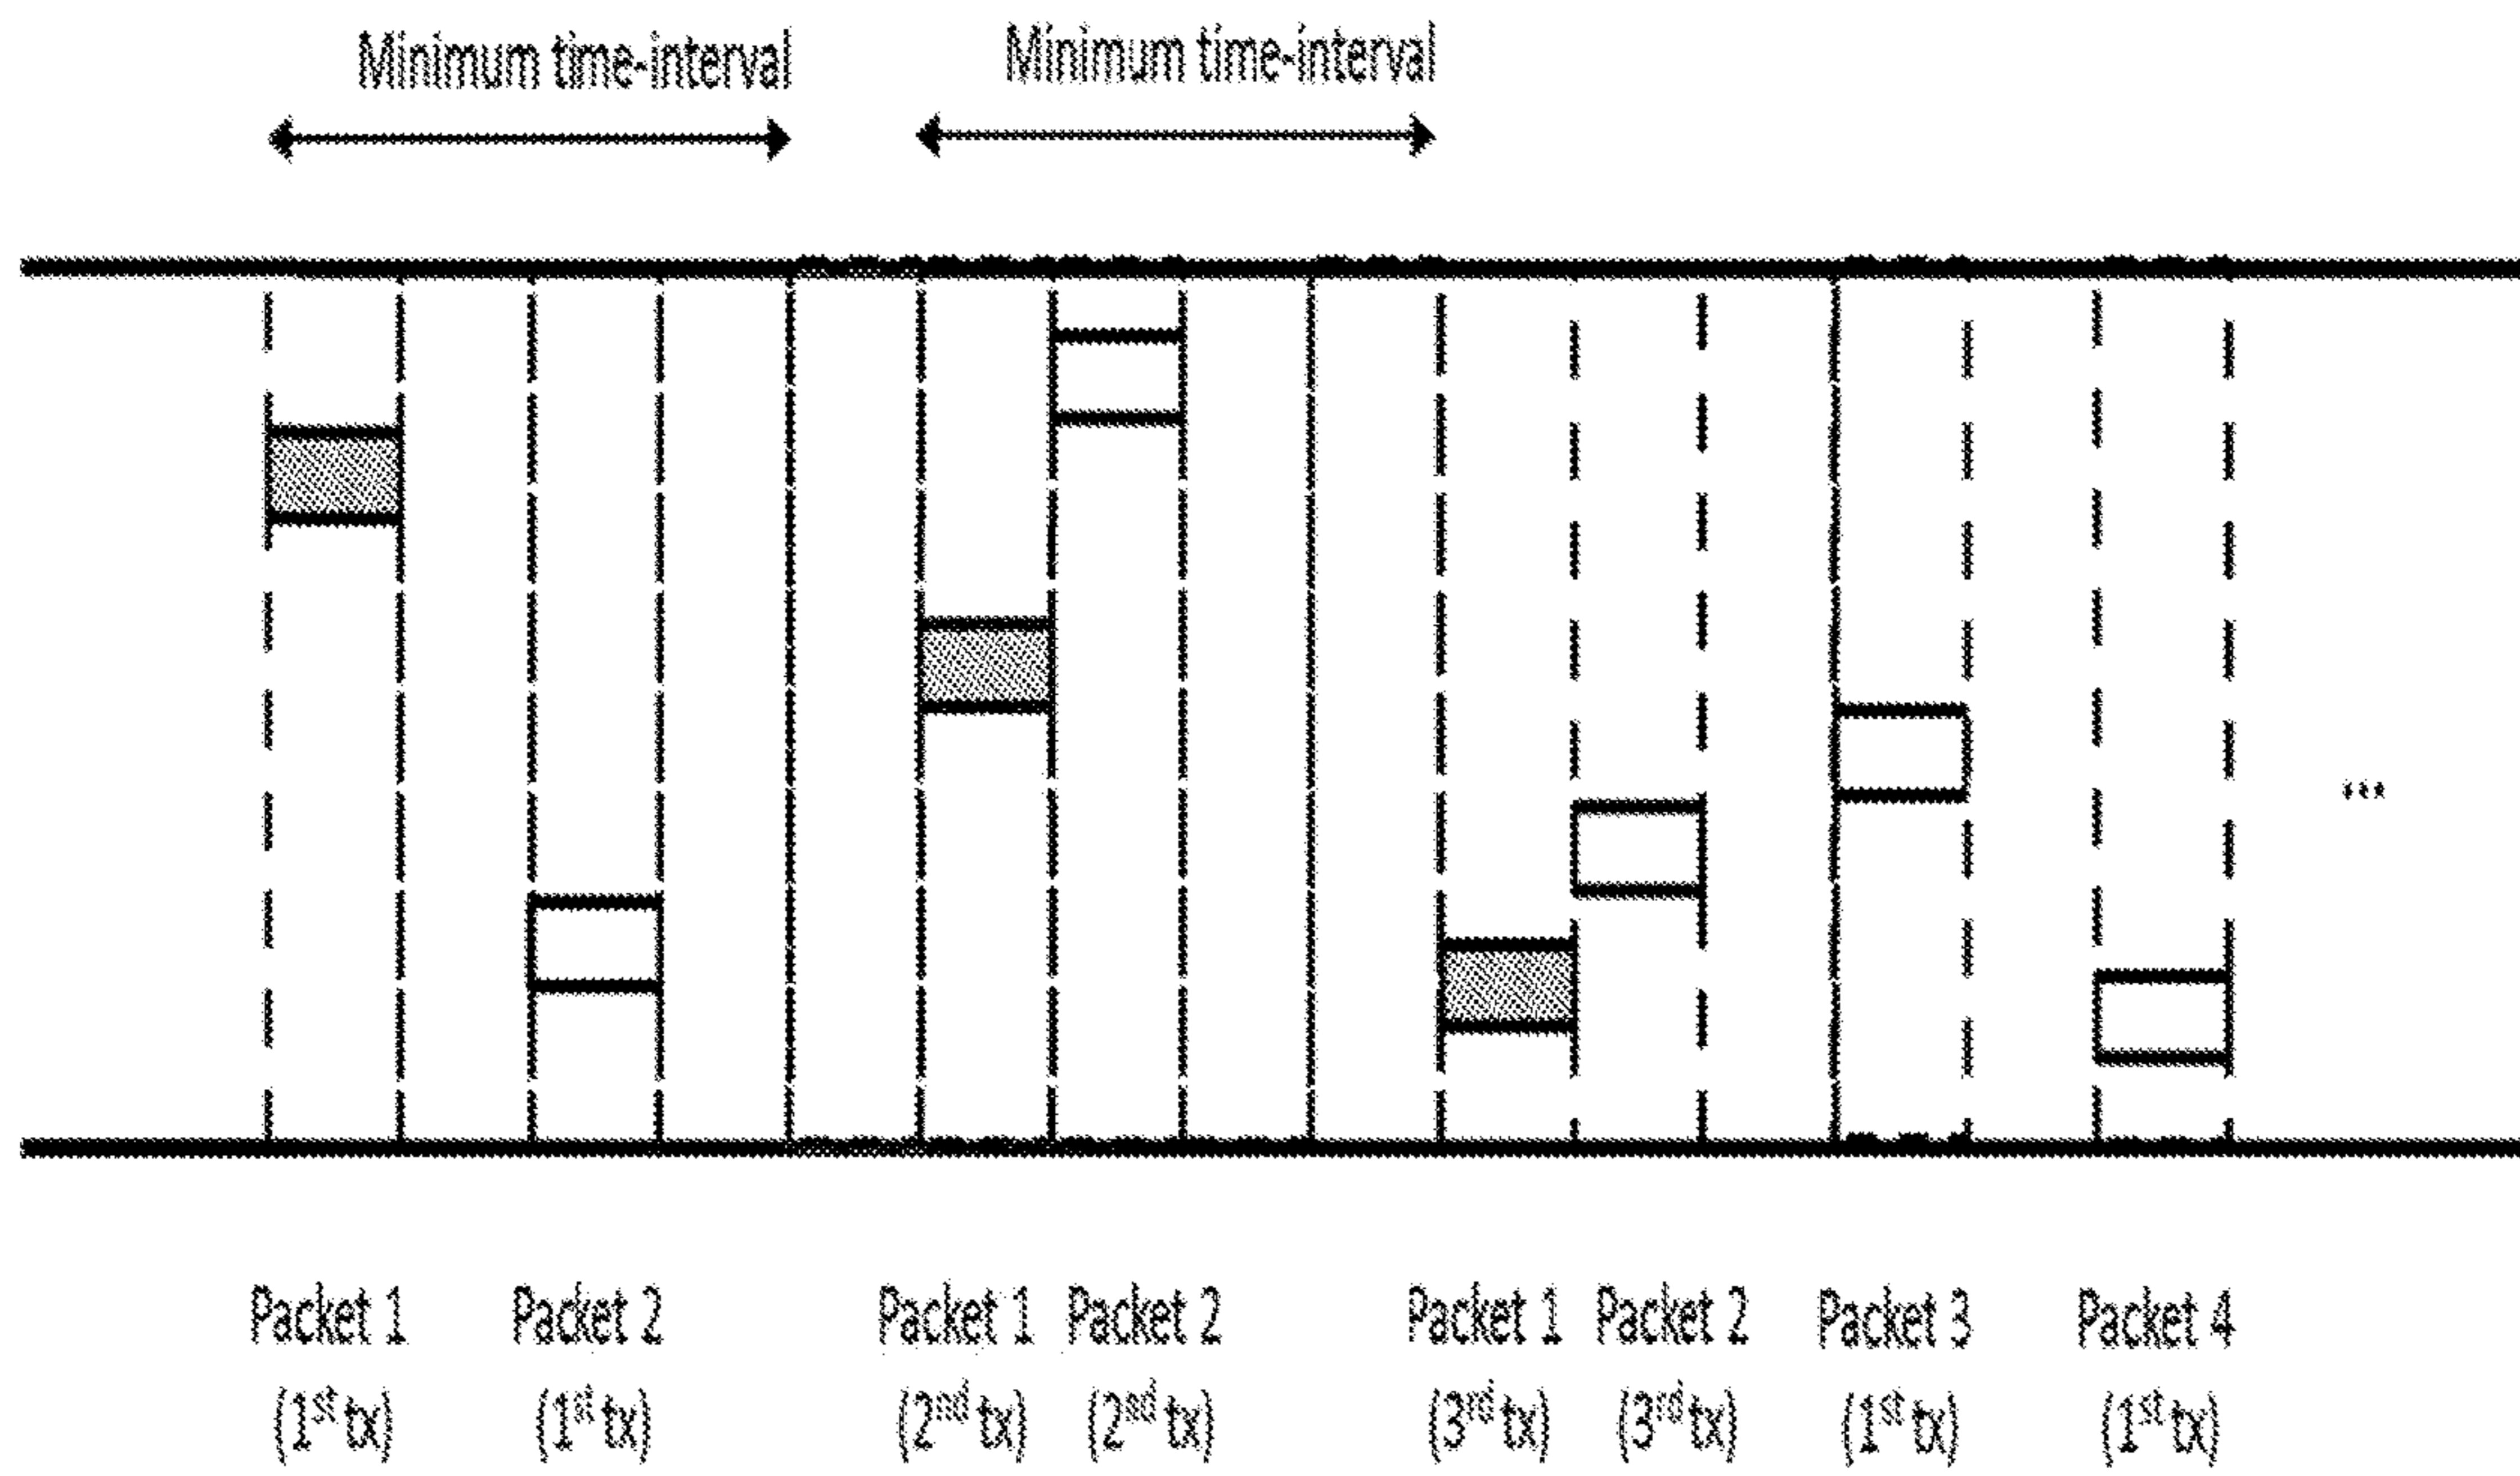 Minimum time-interval Minimum time-interval
...
Packet 1 Packet 2 Packet 1 Packet 2 Packet 1 Packet 2 Packet 3 Packet 4
(1st tx) (1st tx) (2nd tx) (2nd tx) (3rd tx) (3rd tx) (1st tx) (1st tx)